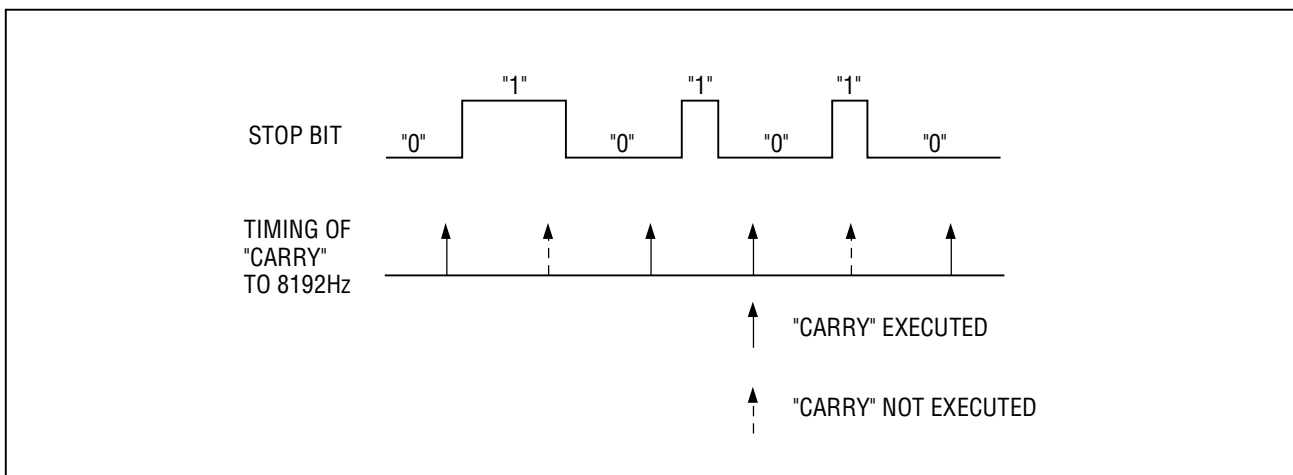 "1" "1" "1"
STOP BIT "0" "0" "0" "0"
TIMING OF
"CARRY"
TO 8192Hz
"CARRY" EXECUTED
"CARRY" NOT EXECUTED